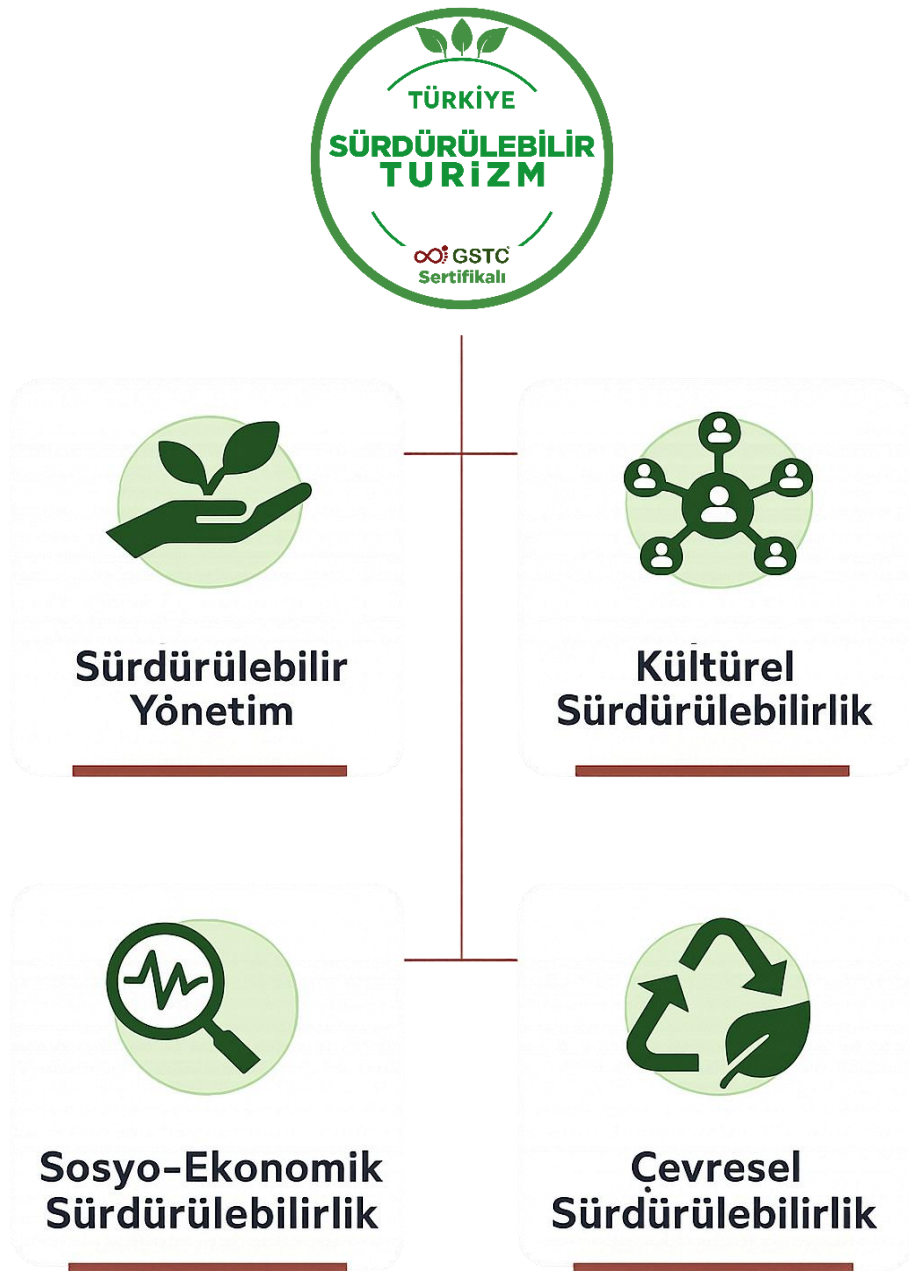 TÜRKİYE
SÜRDÜRÜLEBİLİR
TURİZM
GSTC
Sertifikalı
Sürdürülebilir
Yönetim
Kültürel
Sürdürülebilirlik
Sosyo-Ekonomik
Sürdürülebilirlik
Çevresel
Sürdürülebilirlik